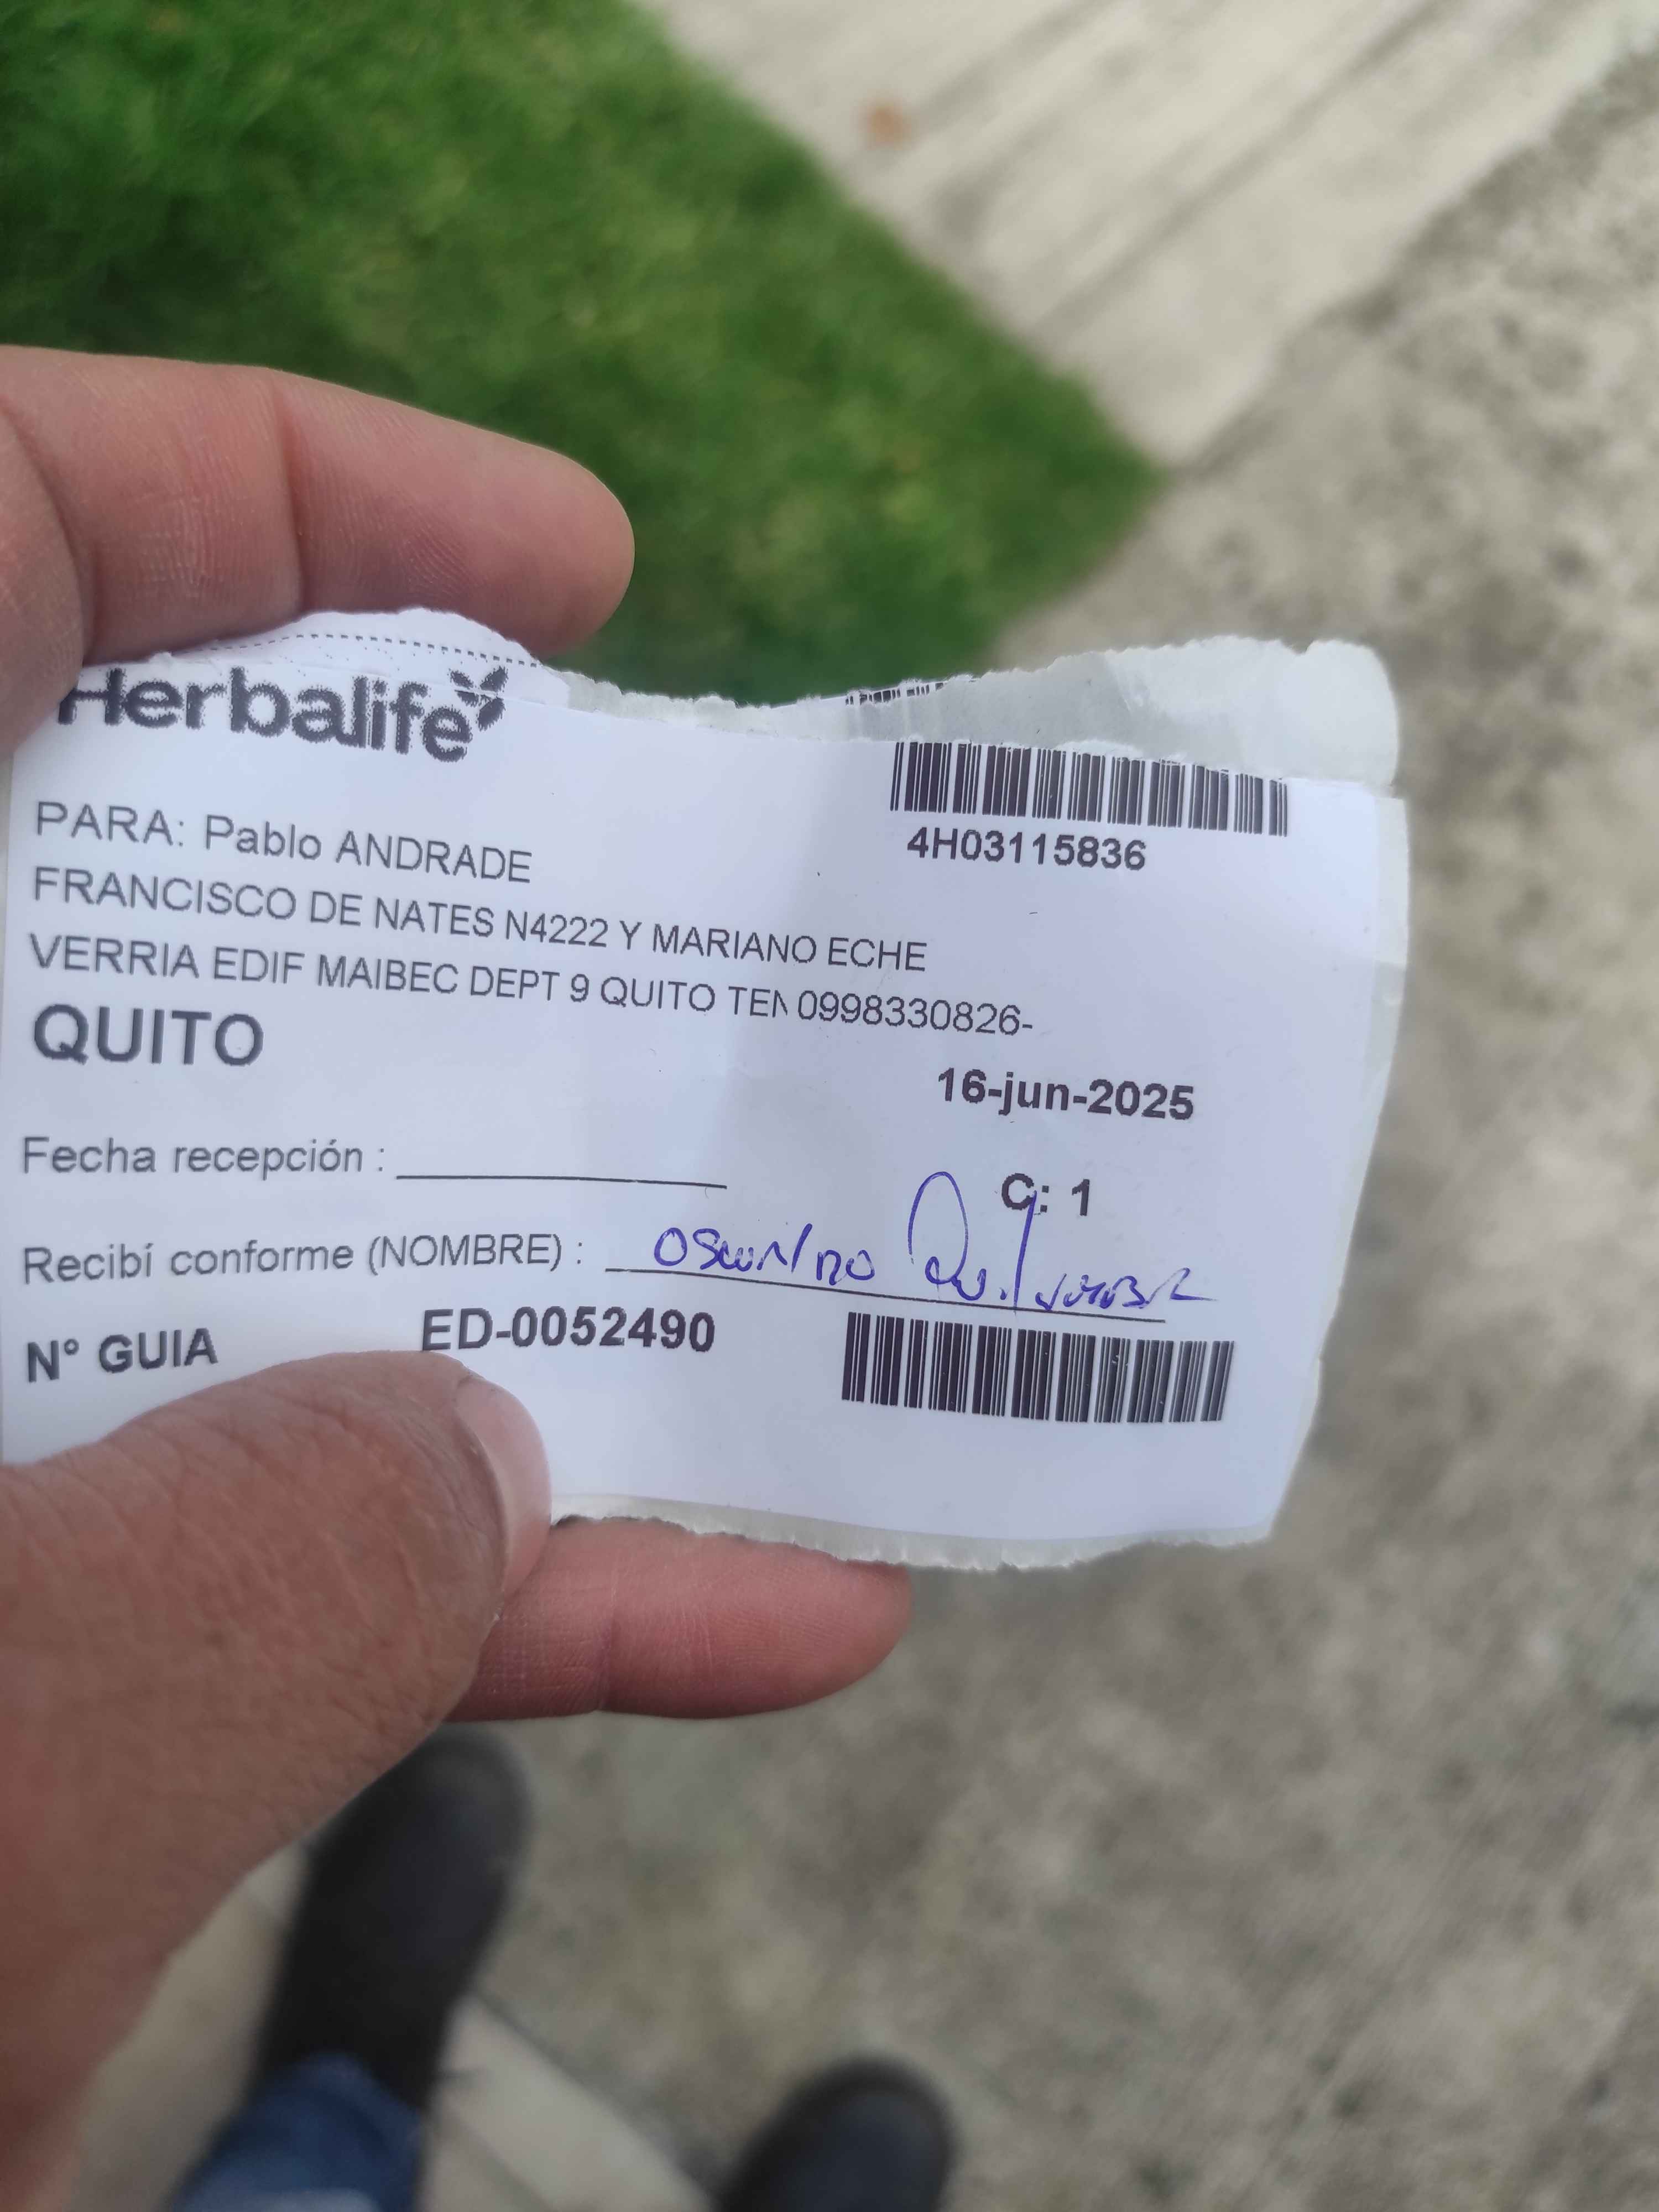 Herbalife
4H03115836
PARA: Pablo ANDRADE
FRANCISCO DE NATES N4222 Y MARIANO ECHE
VERRIA EDIF MAIBEC DEPT 9 QUITO TEN 0998330826-
QUITO
16-jun-2025
Fecha recepción :
C: 1
Recibí conforme (NOMBRE) :
N° GUIA ED-0052490